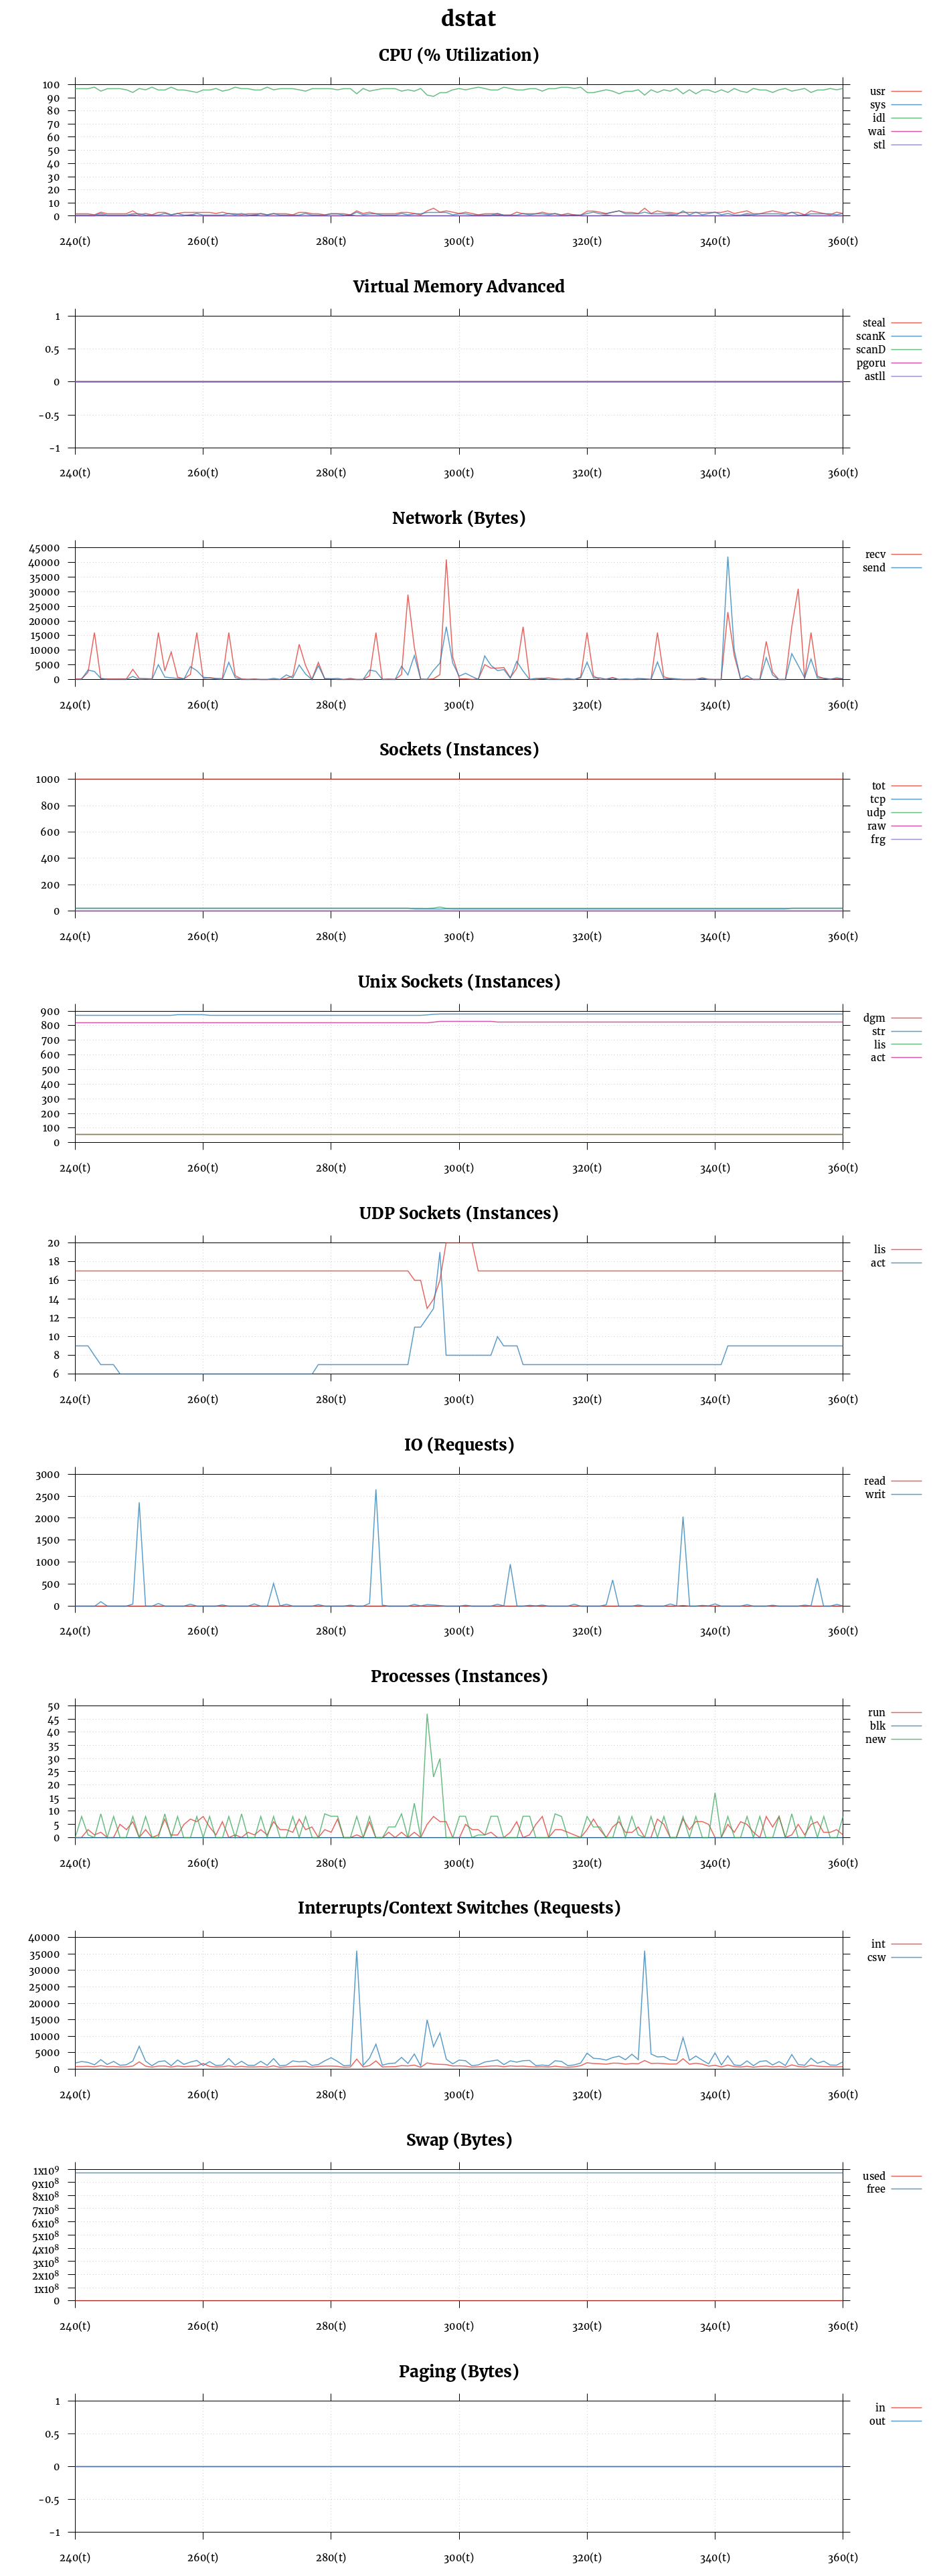 dstat
CPU (% Utilization)
100
90
80
70
60
50
40
30
20
10
0
240(t) 260(t) 280(t) 300(t) 320(t) 340(t) 360(t)
usr
sys
idl
wai
stl
Virtual Memory Advanced
1
0.5
0
-0.5
-1
240(t) 260(t) 280(t) 300(t) 320(t) 340(t) 360(t)
steal
scanK
scanD
pgoru
astll
Network (Bytes)
45000
40000
35000
30000
25000
20000
15000
10000
5000
0
240(t) 260(t) 280(t) 300(t) 320(t) 340(t) 360(t)
recv
send
Sockets (Instances)
1000
800
600
400
200
0
240(t) 260(t) 280(t) 300(t) 320(t) 340(t) 360(t)
tot
tcp
udp
raw
frg
Unix Sockets (Instances)
900
800
700
600
500
400
300
200
100
0
240(t) 260(t) 280(t) 300(t) 320(t) 340(t) 360(t)
dgm
str
lis
act
UDP Sockets (Instances)
20
18
16
14
12
10
8
6
240(t) 260(t) 280(t) 300(t) 320(t) 340(t) 360(t)
lis
act
IO (Requests)
3000
2500
2000
1500
1000
500
0
240(t) 260(t) 280(t) 300(t) 320(t) 340(t) 360(t)
read
writ
Processes (Instances)
50
45
40
35
30
25
20
15
10
5
0
240(t) 260(t) 280(t) 300(t) 320(t) 340(t) 360(t)
run
blk
new
Interrupts/Context Switches (Requests)
40000
35000
30000
25000
20000
15000
10000
5000
0
240(t) 260(t) 280(t) 300(t) 320(t) 340(t) 360(t)
int
csw
Swap (Bytes)
1x10⁹
9x10⁸
8x10⁸
7x10⁸
6x10⁸
5x10⁸
4x10⁸
3x10⁸
2x10⁸
1x10⁸
0
240(t) 260(t) 280(t) 300(t) 320(t) 340(t) 360(t)
used
free
Paging (Bytes)
1
0.5
0
-0.5
-1
240(t) 260(t) 280(t) 300(t) 320(t) 340(t) 360(t)
in
out